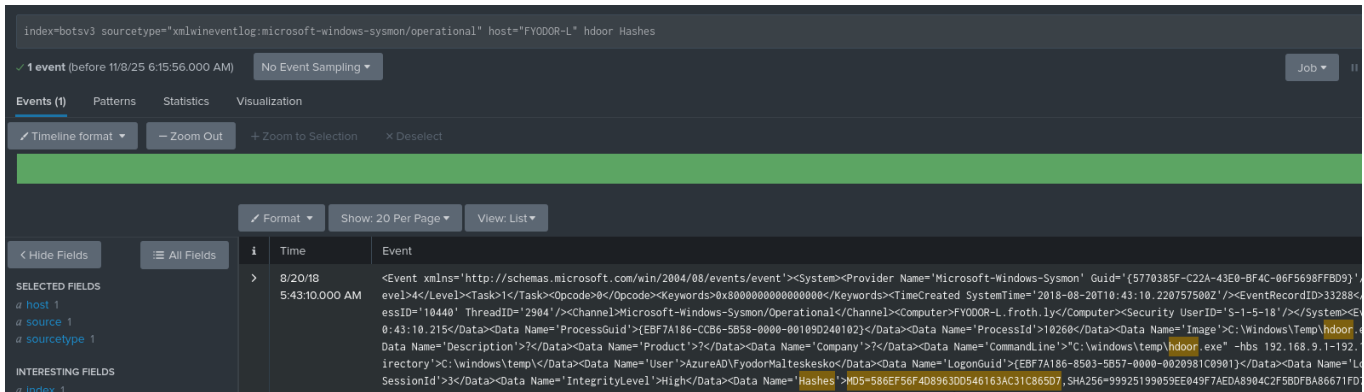 index=botsv3 sourcetype="xmlwineventlog:microsoft-windows-sysmon/operational" host="FYODOR-L" hdoor Hashes
✓ 1 event (before 11/8/25 6:15:56.000 AM) No Event Sampling ▾ Job ▾
Events (1) Patterns Statistics Visualization
Timeline format ▾ — Zoom Out + Zoom to Selection × Deselect
Format ▾ Show: 20 Per Page ▾ View: List ▾
< Hide Fields :≡ All Fields i Time Event
SELECTED FIELDS
a host 1
a source 1
a sourcetype 1
INTERESTING FIELDS
a index 1
> 8/20/18
5:43:10.000 AM
<Event xmlns='http://schemas.microsoft.com/win/2004/08/events/event'><System><Provider Name='Microsoft-Windows-Sysmon' Guid='{5770385F-C22A-43E0-BF4C-06F5698FFBD9}'/
evel>4</Level><Task>1</Task><Opcode>0</Opcode><Keywords>0x8000000000000000</Keywords><TimeCreated SystemTime='2018-08-20T10:43:10.220757500Z'/><EventRecordID>33288</
essID='10440' ThreadID='2904'/><Channel>Microsoft-Windows-Sysmon/Operational</Channel><Computer>FYODOR-L.froth.ly</Computer><Security UserID='S-1-5-18'/></System><Ev
0:43:10.215</Data><Data Name='ProcessGuid'>{EBF7A186-CCB6-5B58-0000-00109D240102}</Data><Data Name='ProcessId'>10260</Data><Data Name='Image'>C:\Windows\Temp\hdoor.e
Data Name='Description'>?</Data><Data Name='Product'>?</Data><Data Name='Company'>?</Data><Data Name='CommandLine'>"C:\windows\temp\hdoor.exe" -hbs 192.168.9.1-192.1
irectory'>C:\windows\temp\</Data><Data Name='User'>AzureAD\FyodorMalteskesko</Data><Data Name='LogonGuid'>{EBF7A186-8503-5B57-0000-0020981C0901}</Data><Data Name='Lo
SessionId'>3</Data><Data Name='IntegrityLevel'>High</Data><Data Name='Hashes'>MD5=586EF56F4D8963DD546163AC31C865D7,SHA256=99925199059EE049F7AEDA8904C2F5BDFBA86671FED